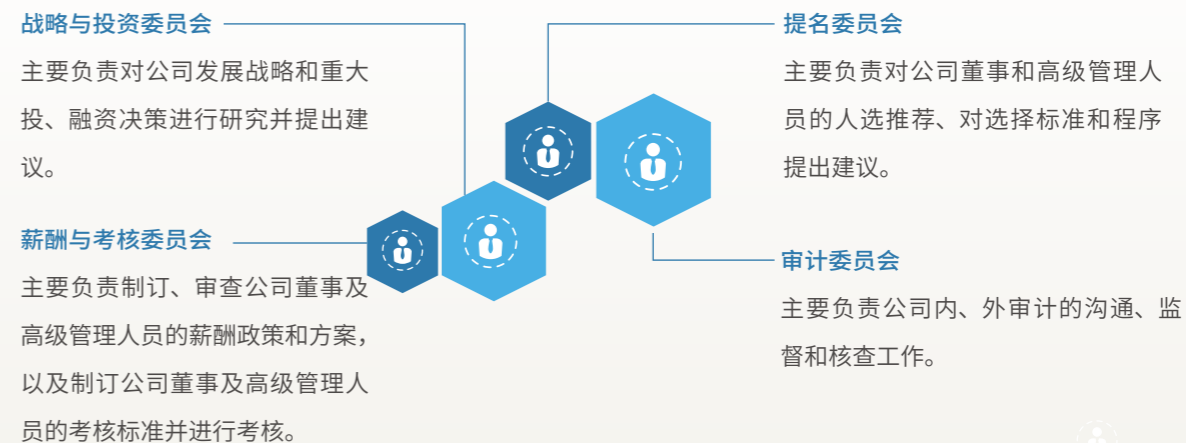 战略与投资委员会
主要负责对公司发展战略和重大
投、融资决策进行研究并提出建
议。
薪酬与考核委员会
主要负责制订、审查公司董事及
高级管理人员的薪酬政策和方案，
以及制订公司董事及高级管理人
员的考核标准并进行考核。
提名委员会
主要负责对公司董事和高级管理人
员的人选推荐、对选择标准和程序
提出建议。
审计委员会
主要负责公司内、外审计的沟通、监
督和核查工作。